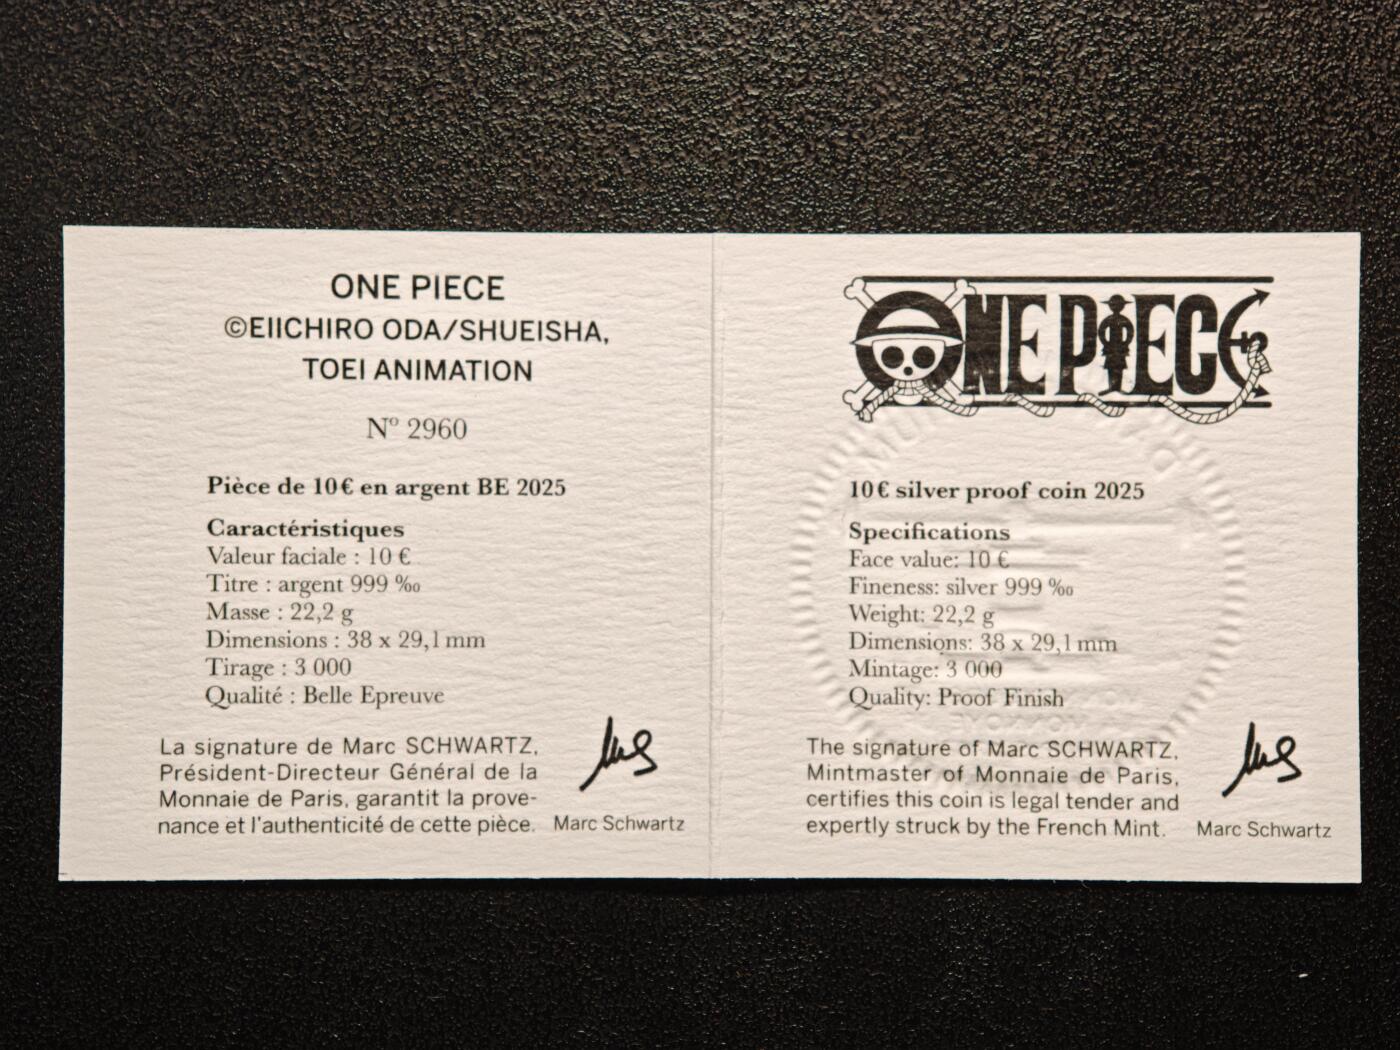 ONE PIECE
©EIICHIRO ODA/SHUEISHA,
TOEI ANIMATION
Nº 2960
Pièce de 10€ en argent BE 2025
Caractéristiques
Valeur faciale : 10 €
Titre : argent 999 ‰
Masse : 22,2 g
Dimensions : 38 x 29,1 mm
Tirage : 3 000
Qualité : Belle Epreuve
La signature de Marc SCHWARTZ,
Président-Directeur Général de la
Monnaie de Paris, garantit la prove-
nance et l'authenticité de cette pièce.
Marc Schwartz
ONE PIECE
10€ silver proof coin 2025
Specifications
Face value: 10 €
Fineness: silver 999 ‰
Weight: 22,2 g
Dimensions: 38 x 29,1 mm
Mintage: 3 000
Quality: Proof Finish
The signature of Marc SCHWARTZ,
Mintmaster of Monnaie de Paris,
certifies this coin is legal tender and
expertly struck by the French Mint.
Marc Schwartz